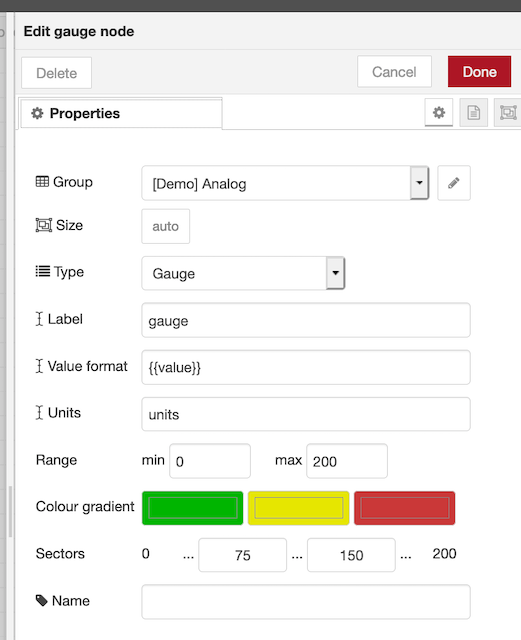 Edit gauge node
Delete Cancel Done
Properties
Group [Demo] Analog
Size auto
Type Gauge
Label gauge
Value format {{value}}
Units units
Range min 0 max 200
Colour gradient
Sectors 0 ... 75 ... 150 ... 200
Name